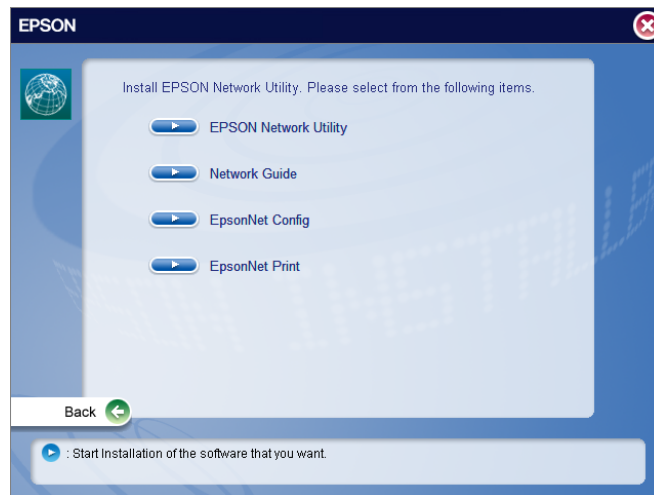 EPSON
Install EPSON Network Utility. Please select from the following items.
EPSON Network Utility
Network Guide
EpsonNet Config
EpsonNet Print
Back
: Start Installation of the software that you want.